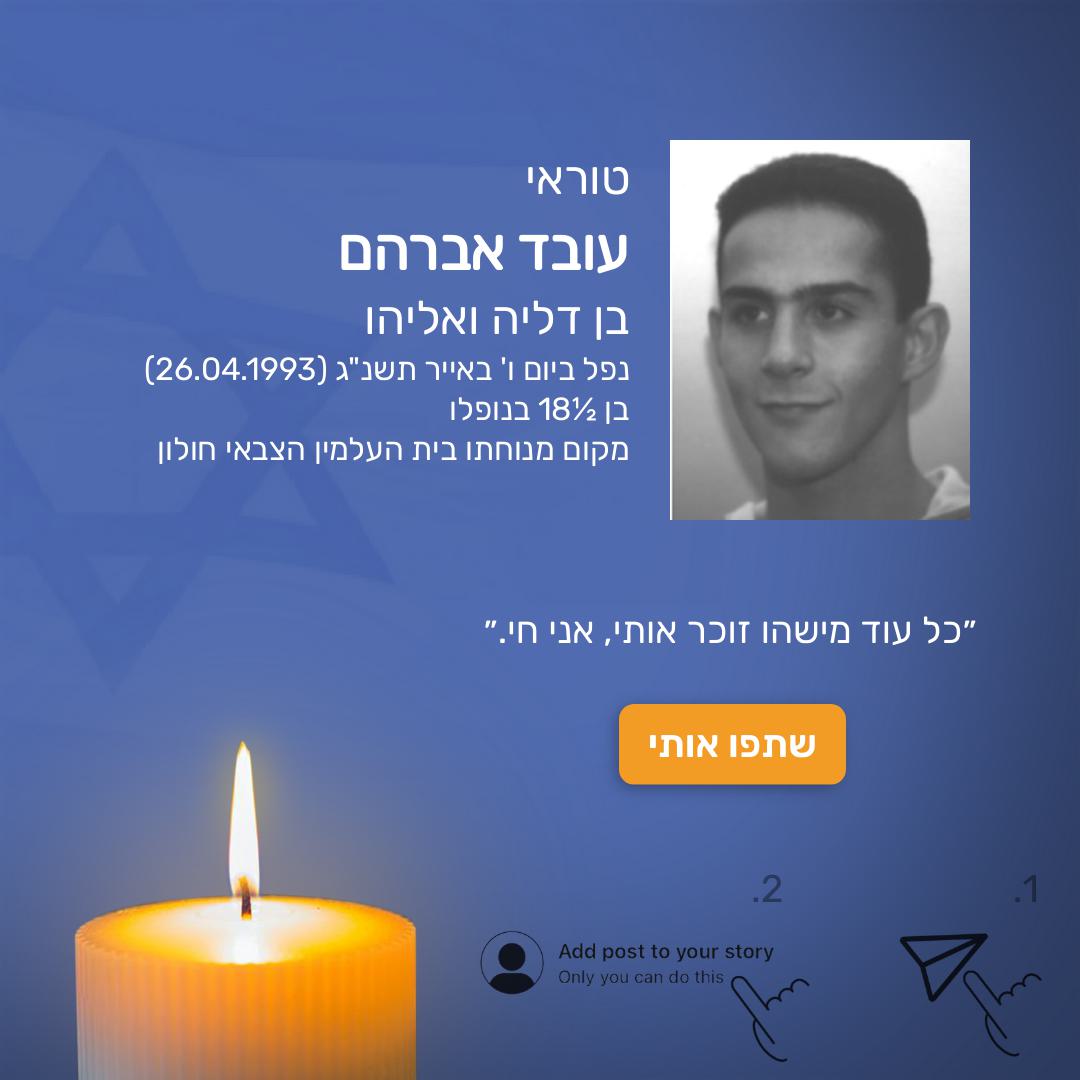 טוראי
עובד אברהם
בן דליה ואליהו
נפל ביום ו' באייר תשנ"ג (26.04.1993)
בן 18½ בנופלו
מקום מנוחתו בית העלמין הצבאי חולון
״כל עוד מישהו זוכר אותי, אני חי.״
שתפו אותי
.1
.2
Add post to your story
Only you can do this